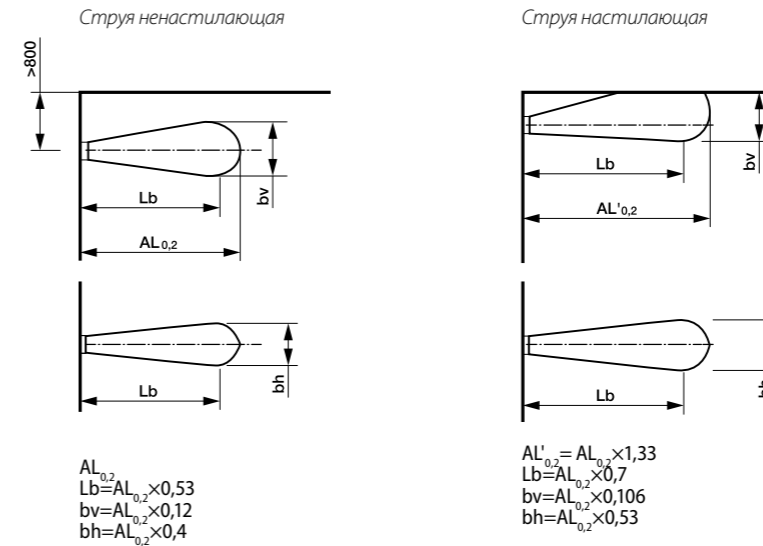 Струя ненастилающая
>800
Lb
bv
AL0,2
Lb
bh
AL0,2
Lb=AL0,2×0,53
bv=AL0,2×0,12
bh=AL0,2×0,4
Струя настилающая
Lb
bv
AL'0,2
Lb
AL'0,2= AL0,2×1,33
Lb=AL0,2×0,7
bv=AL0,2×0,106
bh=AL0,2×0,53